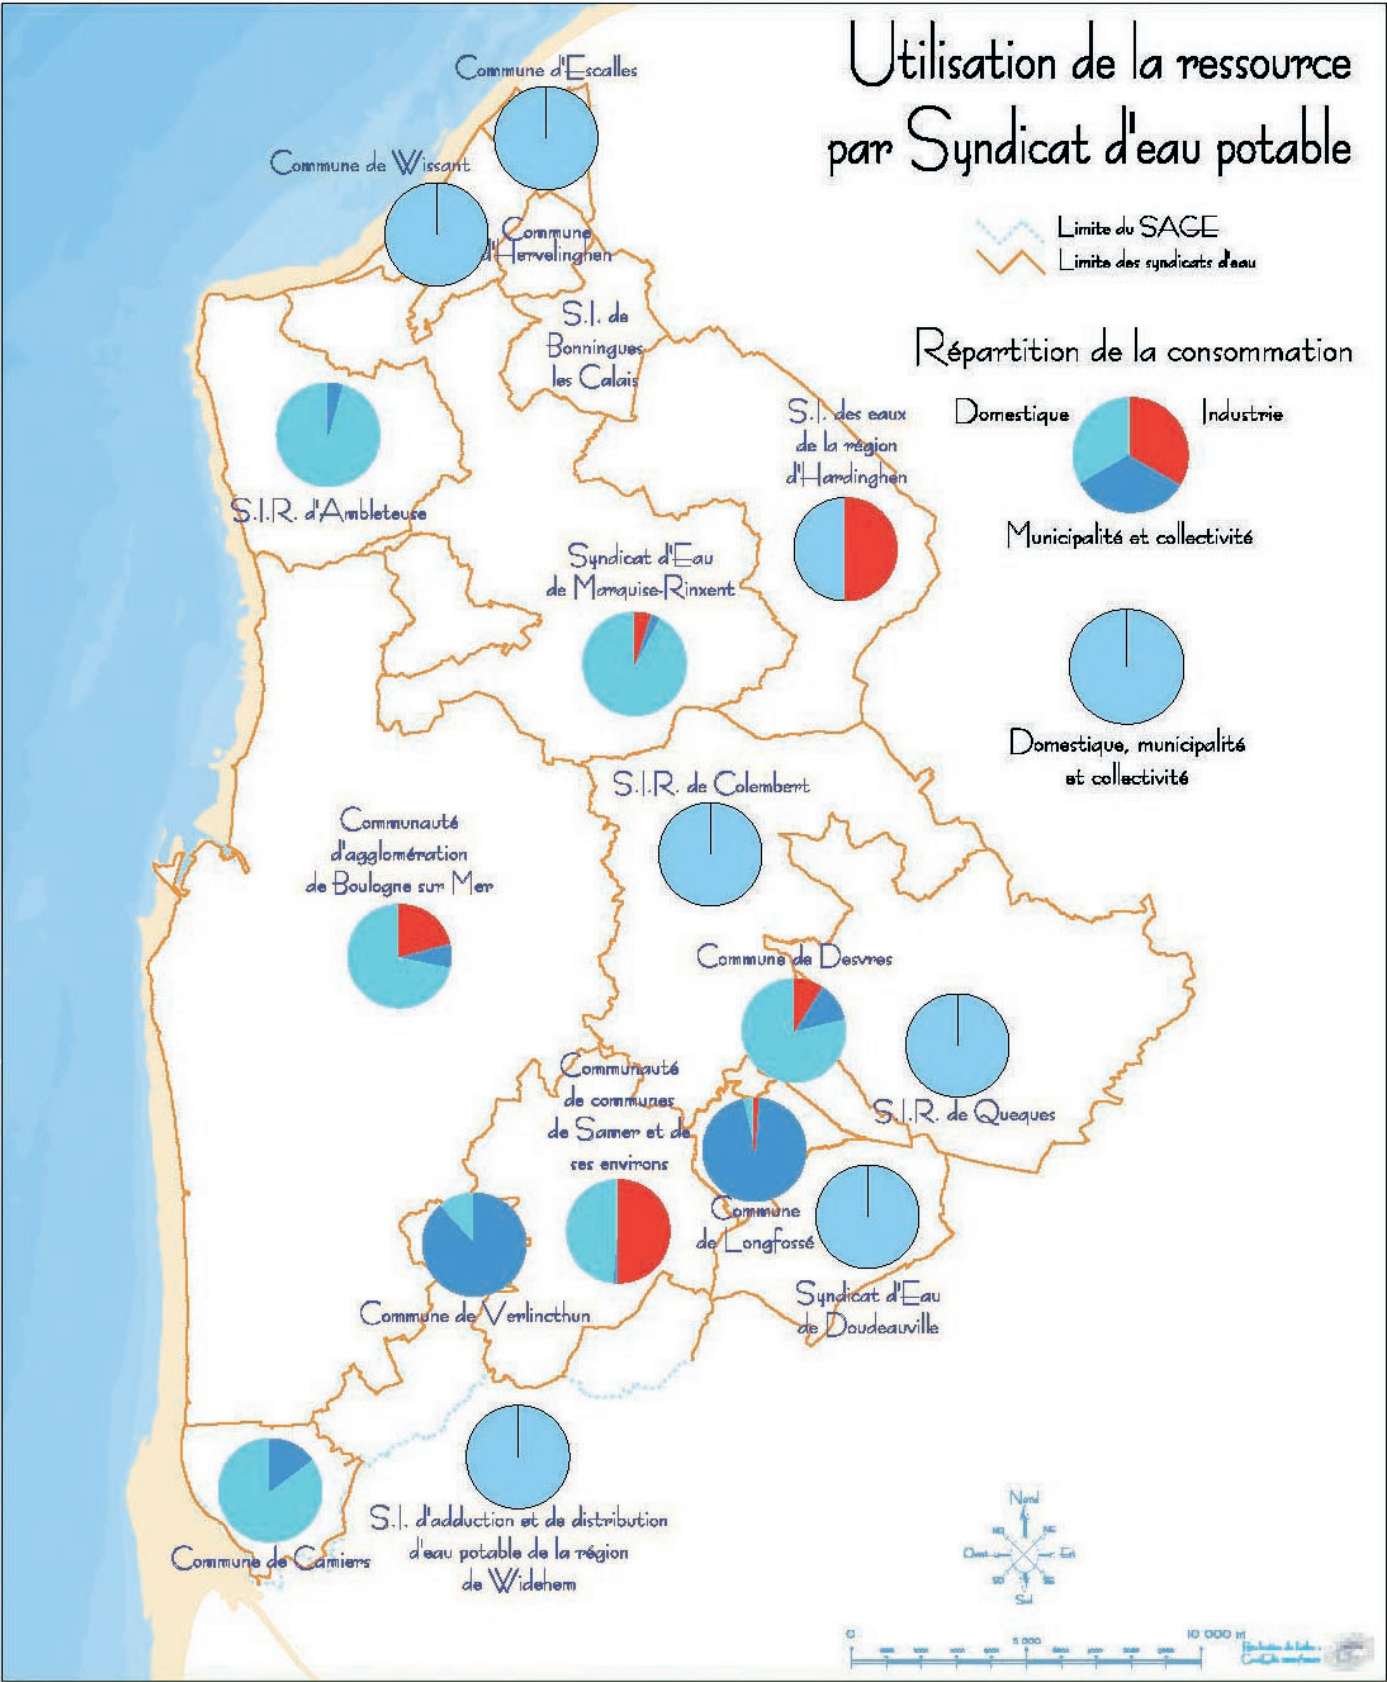 Utilisation de la ressource
par Syndicat d'eau potable
Limite du SAGE
Limite des syndicats d'eau
Répartition de la consommation
Domestique
Industrie
Municipalité et collectivité
Domestique, municipalité
et collectivité
Commune d'Escalles
Commune de Wissant
Commune
d'Hervelinghen
S.I. de
Bonningues
les Calais
S.I. des eaux
de la région
d'Hardinghen
S.I.R. d'Ambleteuse
Syndicat d'Eau
de Marquise-Rinxent
S.I.R. de Colembert
Communauté
d'agglomération
de Boulogne sur Mer
Commune de Desvres
S.I.R. de Queques
Communauté
de communes
de Samer et de
ses environs
Commune
de Longfossé
Syndicat d'Eau
de Doudeauville
Commune de Verlincthun
S.I. d'adduction et de distribution
d'eau potable de la région
de Widehem
Commune de Camiers
Nord
NO NE
Ouest Est
SO SE
Sud
0 5 000 10 000 m